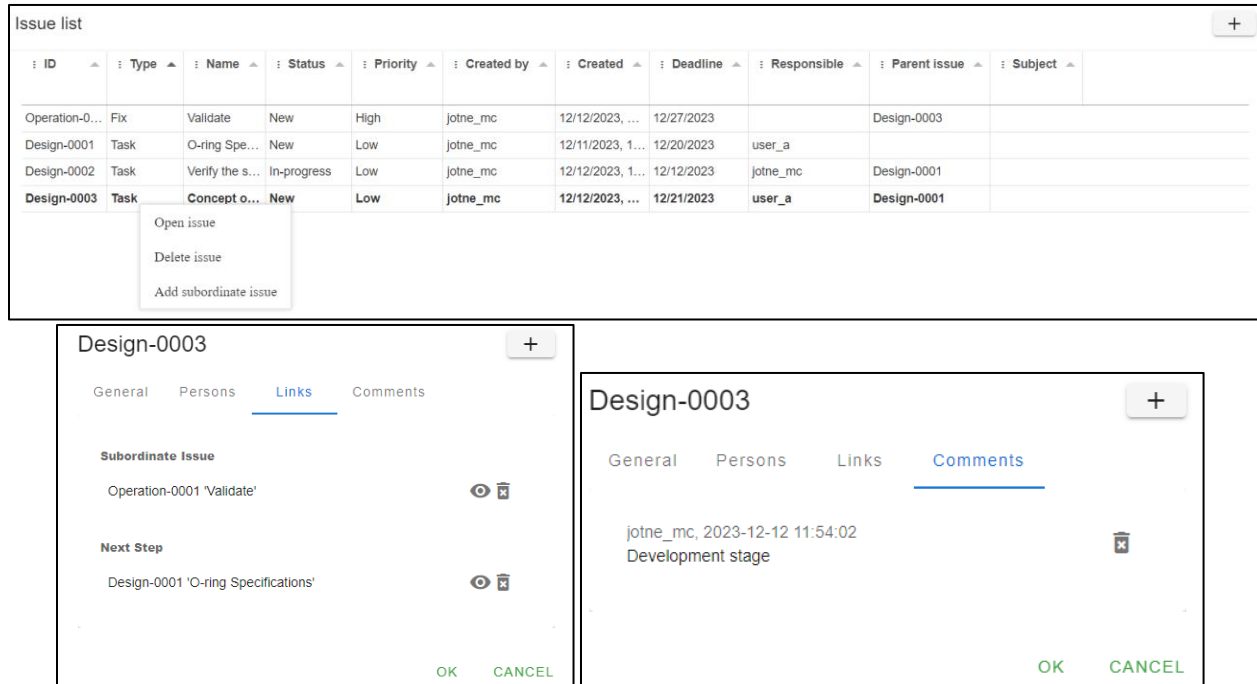 Issue list +
ID Type Name Status Priority Created by Created Deadline Responsible Parent issue Subject
Operation-0... Fix Validate New High jotne_mc 12/12/2023, ... 12/27/2023 Design-0003
Design-0001 Task O-ring Spe... New Low jotne_mc 12/11/2023, 1... 12/20/2023 user_a
Design-0002 Task Verify the s... In-progress Low jotne_mc 12/12/2023, 1... 12/12/2023 jotne_mc Design-0001
Design-0003 Task Concept o... New Low jotne_mc 12/12/2023, ... 12/21/2023 user_a Design-0001
Open issue
Delete issue
Add subordinate issue
Design-0003 +
General Persons Links Comments
Subordinate Issue
Operation-0001 'Validate'
Next Step
Design-0001 'O-ring Specifications'
OK CANCEL
Design-0003 +
General Persons Links Comments
jotne_mc, 2023-12-12 11:54:02
Development stage
OK CANCEL